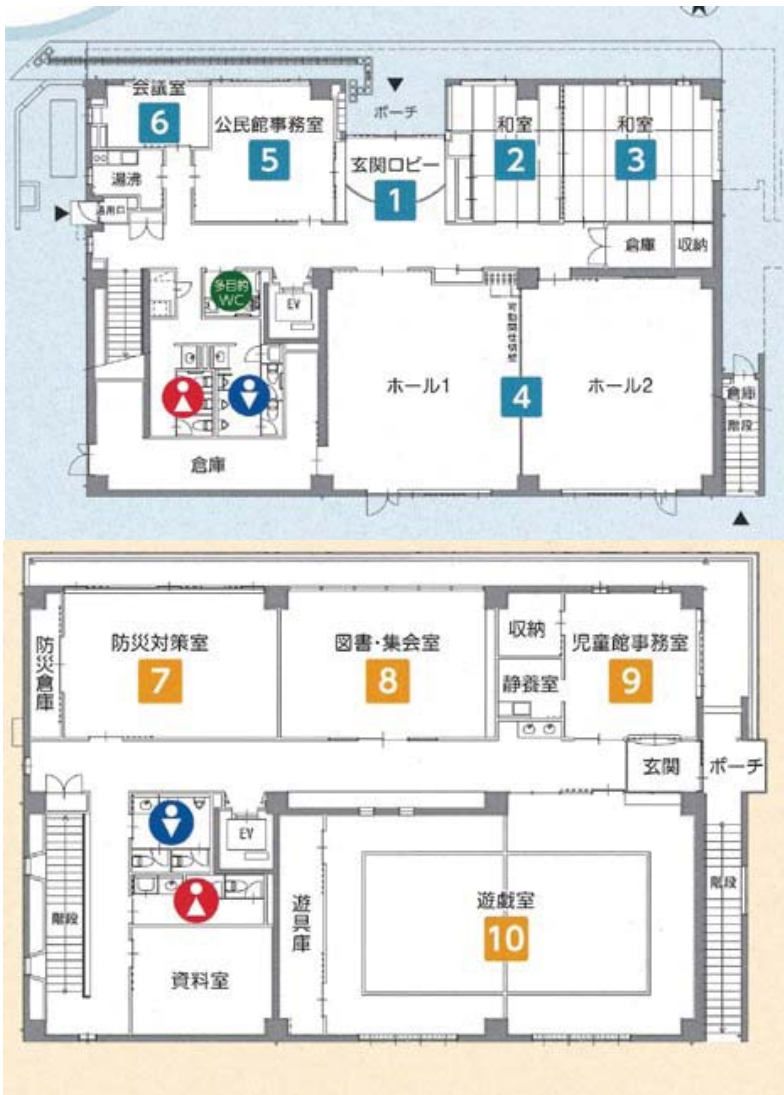 会議室
6
公民館事務室
5
ポーチ
玄関ロビー
1
和室
2
和室
3
湯沸
通用口
倉庫
収納
多目的
WC
EV
ホール1
4
ホール2
倉庫
倉庫
階段
防災倉庫
防災対策室
7
図書・集会室
8
収納
静養室
児童館事務室
9
玄関
ポーチ
EV
階段
遊具庫
遊戯室
10
階段
資料室